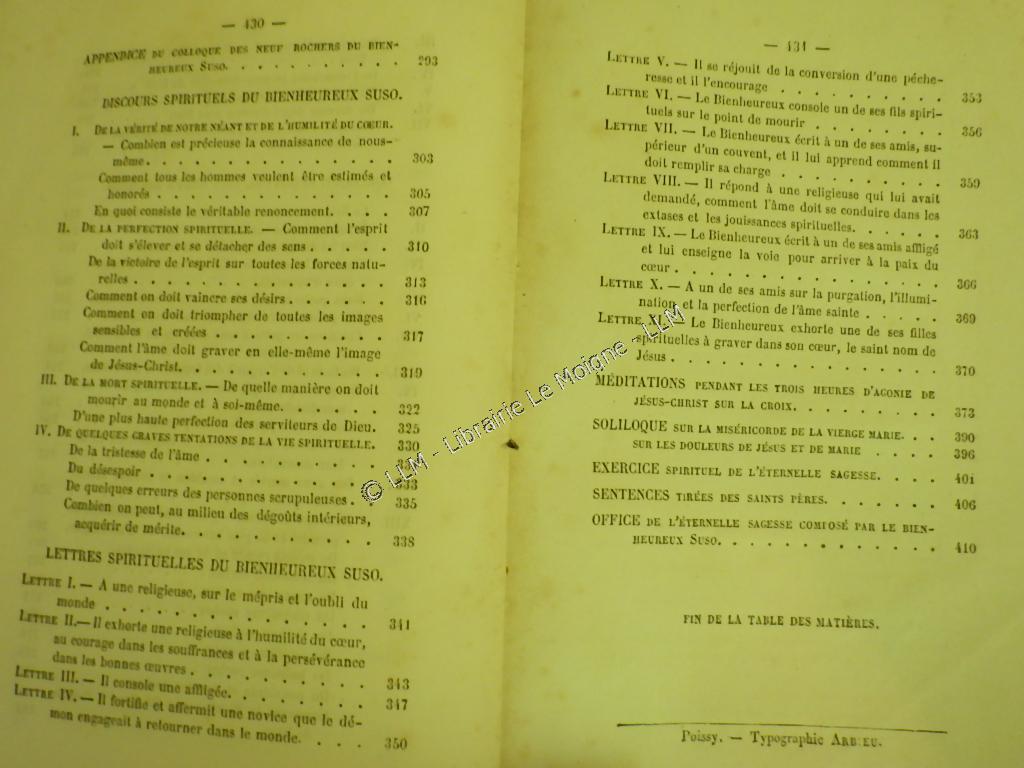 — 430 —
APPENDICE DU COLLOQUE DES NEUF ROCHERS DU BIEN-
HEUREUX SUSO. . . . . . . . . . . 293
DISCOURS SPIRITUELS DU BIENHEUREUX SUSO.
I. DE LA VÉRITÉ DE NOTRE NÉANT ET DE L'HUMILITÉ DU CŒUR.
— Combien est précieuse la connaissance de nous-
même. . . . . . . . . . . . . . . 303
Comment tous les hommes veulent être estimés et
honorés . . . . . . . . . . . . . . 305
En quoi consiste le véritable renoncement. . . . 307
II. DE LA PERFECTION SPIRITUELLE. — Comment l'esprit
doit s'élever et se détacher des sens . . . . . 310
De la victoire de l'esprit sur toutes les forces natu-
relles . . . . . . . . . . . . . . . 313
Comment on doit vaincre ses désirs . . . . . . 316
Comment on doit triompher de toutes les images
sensibles et créées . . . . . . . . . . 317
Comment l'âme doit graver en elle-même l'image
de Jésus-Christ. . . . . . . . . . . . 319
III. DE LA MORT SPIRITUELLE. — De quelle manière on doit
mourir au monde et à soi-même. . . . . . 322
D'une plus haute perfection des serviteurs de Dieu. 325
IV. DE QUELQUES GRAVES TENTATIONS DE LA VIE SPIRITUELLE. 330
De la tristesse de l'âme . . . . . . . . .
Du désespoir . . . . . . . . . . . . 333
De quelques erreurs des personnes scrupuleuses . . 335
Combien on peut, au milieu des dégoûts intérieurs,
acquérir de mérite. . . . . . . . . . . 338
LETTRES SPIRITUELLES DU BIENHEUREUX SUSO.
LETTRE I. — A une religieuse, sur le mépris et l'oubli du
monde . . . . . . . . . . . . . . 341
LETTRE II.— Il exhorte une religieuse à l'humilité du cœur,
au courage dans les souffrances et à la persévérance
dans les bonnes œuvres . . . . . . . . . . 343
LETTRE III. — Il console une affligée. . . . . . . . 347
LETTRE IV. — Il fortifie et affermit une novice que le dé-
mon engageait à retourner dans le monde. . . . 350
— 431 —
LETTRE V. — Il se réjouit de la conversion d'une péche-
resse et il l'encourage . . . . . . . . . . 353
LETTRE VI. — Le Bienheureux console un de ses fils spiri-
tuels sur le point de mourir . . . . . . . 356
LETTRE VII. — Le Bienheureux écrit à un de ses amis, su-
périeur d'un couvent, et il lui apprend comment il
doit remplir sa charge . . . . . . . . . . 359
LETTRE VIII. — Il répond à une religieuse qui lui avait
demandé, comment l'âme doit se conduire dans les
extases et les jouissances spirituelles. . . . . . 363
LETTRE IX. — Le Bienheureux écrit à un de ses amis affligé
et lui enseigne la voie pour arriver à la paix du
cœur . . . . . . . . . . . . . . . 366
LETTRE X. — A un de ses amis sur la purgation, l'illumi-
nation et la perfection de l'âme sainte . . . . . 369
LETTRE XI. — Le Bienheureux exhorte une de ses filles
spirituelles à graver dans son cœur, le saint nom de
Jésus . . . . . . . . . . . . . . . 370
MÉDITATIONS PENDANT LES TROIS HEURES D'AGONIE DE
JÉSUS-CHRIST SUR LA CROIX. . . . . . . . . 373
SOLILOQUE SUR LA MISÉRICORDE DE LA VIERGE MARIE. . . 390
SUR LES DOULEURS DE JÉSUS ET DE MARIE . . . . 396
EXERCICE SPIRITUEL DE L'ÉTERNELLE SAGESSE. . . . 401
SENTENCES TIRÉES DES SAINTS PÈRES. . . . . . . 406
OFFICE DE L'ÉTERNELLE SAGESSE COMPOSÉ PAR LE BIEN-
HEUREUX SUSO. . . . . . . . . . . . 410
FIN DE LA TABLE DES MATIÈRES.
Poissy. — Typographie ARBIEU.
© LLM - Librairie Le Moigne - LLM